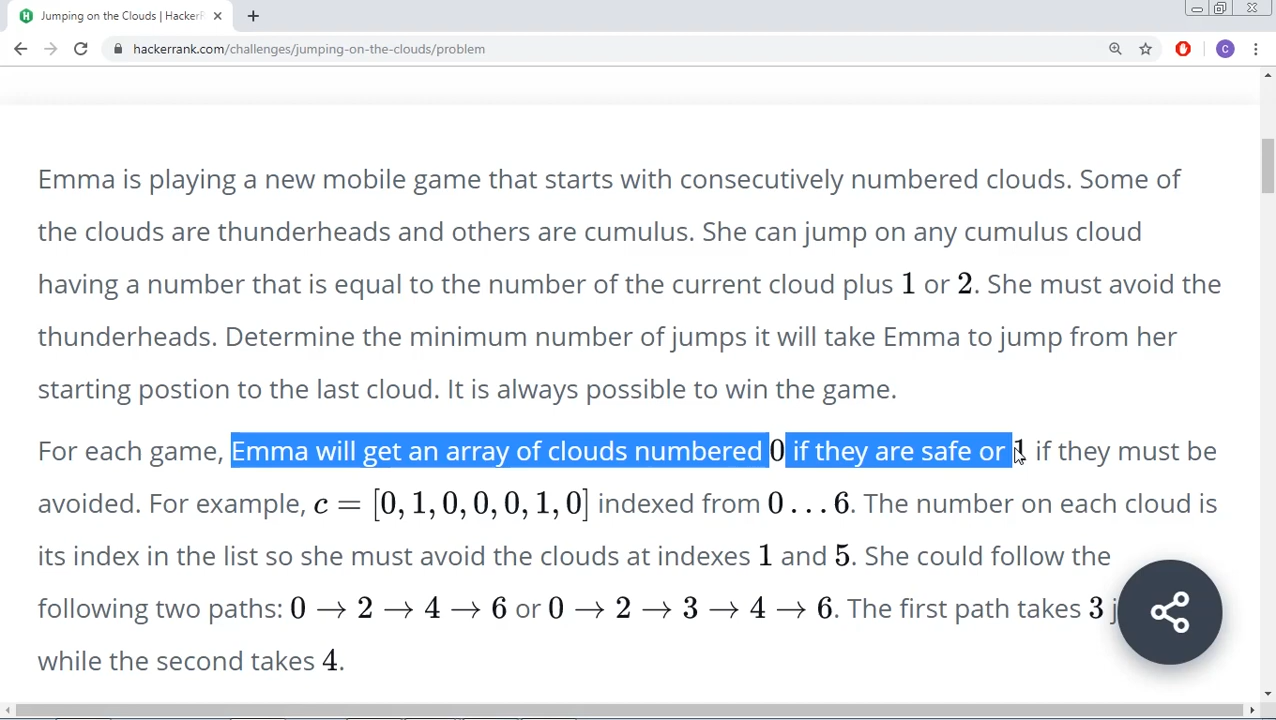 Jumping on the Clouds | HackerR
hackerrank.com/challenges/jumping-on-the-clouds/problem
C
Emma is playing a new mobile game that starts with consecutively numbered clouds. Some of
the clouds are thunderheads and others are cumulus. She can jump on any cumulus cloud
having a number that is equal to the number of the current cloud plus 1 or 2. She must avoid the
thunderheads. Determine the minimum number of jumps it will take Emma to jump from her
starting postion to the last cloud. It is always possible to win the game.
For each game, Emma will get an array of clouds numbered 0 if they are safe or 1 if they must be
avoided. For example, c = [0, 1, 0, 0, 0, 1, 0] indexed from 0 . . . 6. The number on each cloud is
its index in the list so she must avoid the clouds at indexes 1 and 5. She could follow the
following two paths: 0 → 2 → 4 → 6 or 0 → 2 → 3 → 4 → 6. The first path takes 3 j
while the second takes 4.